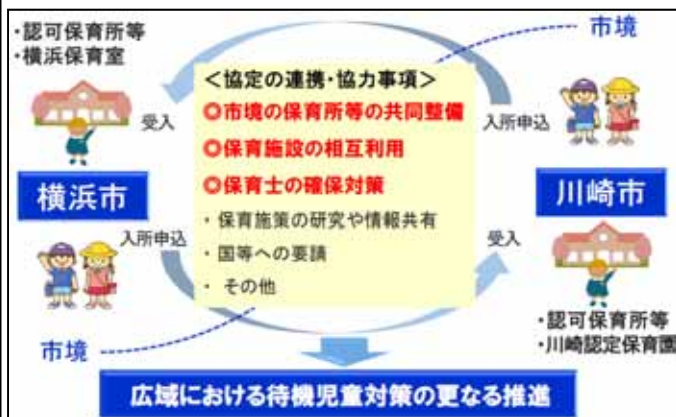 ・認可保育所等
・横浜保育室
市境
＜協定の連携・協力事項＞
◎市境の保育所等の共同整備
◎保育施設の相互利用
◎保育士の確保対策
・保育施策の研究や情報共有
・国等への要請
・その他
受入
入所申込
横浜市
川崎市
入所申込
受入
・認可保育所等
・川崎認定保育園
市境
広域における待機児童対策の更なる推進